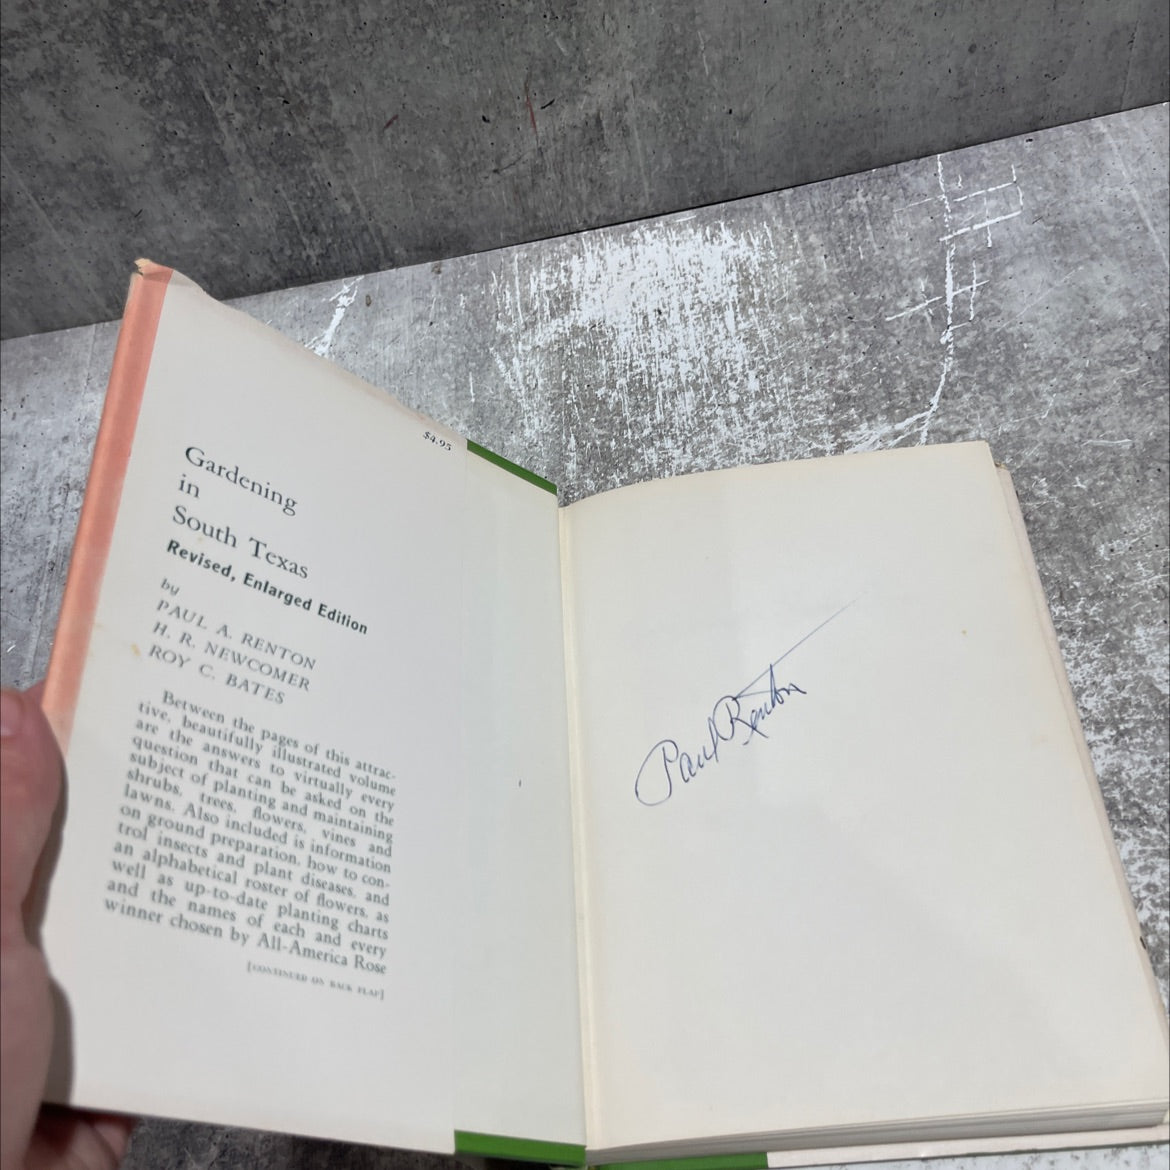 $4.95
Gardening
in
South Texas
Revised, Enlarged Edition
by
PAUL A. RENTON
H. R. NEWCOMER
ROY C. BATES
Between the pages of this attrac-
tive, beautifully illustrated volume
are the answers to virtually every
question that can be asked on the
subject of planting and maintaining
shrubs, trees, flowers, vines and
lawns. Also included is information
on ground preparation, how to con-
trol insects and plant diseases, and
an alphabetical roster of flowers, as
well as up-to-date planting charts
and the names of each and every
winner chosen by All-America Rose
[CONTINUED ON BACK FLAP]
Paul Renton